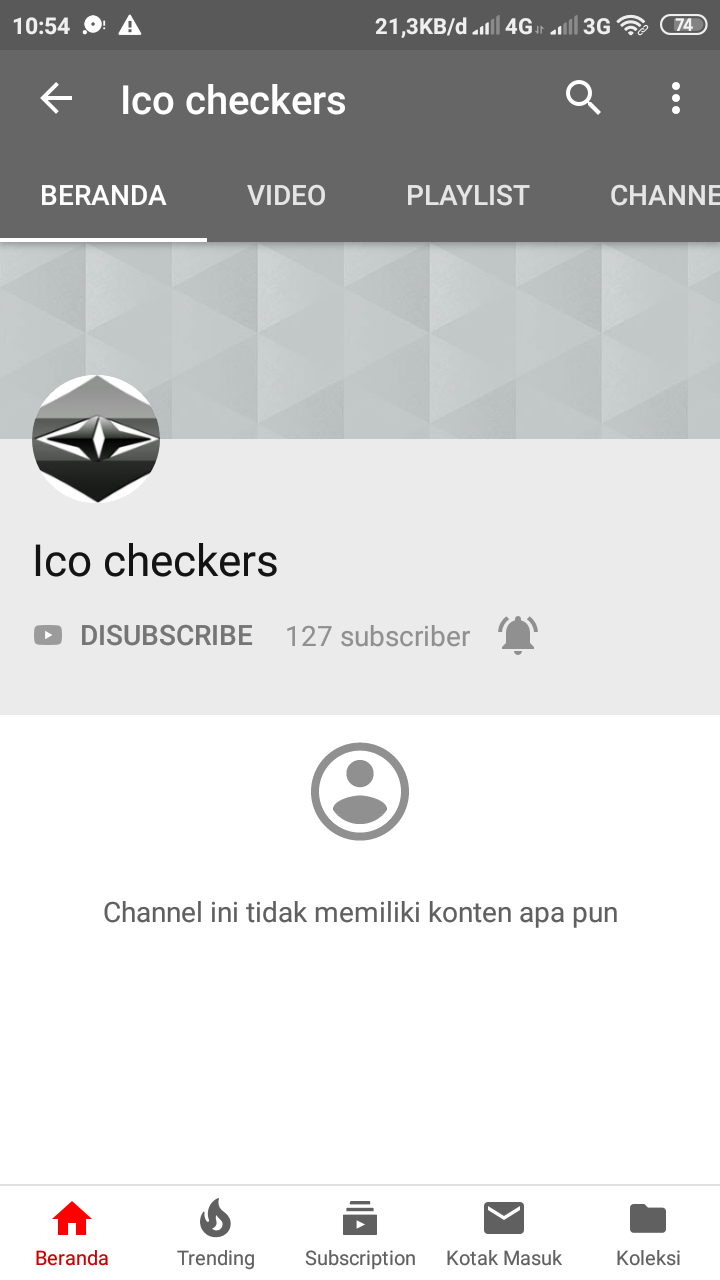 10:54 21,3KB/d 4G 3G 74
Ico checkers
BERANDA VIDEO PLAYLIST CHANNE
Ico checkers
DISUBSCRIBE 127 subscriber
Channel ini tidak memiliki konten apa pun
Beranda Trending Subscription Kotak Masuk Koleksi